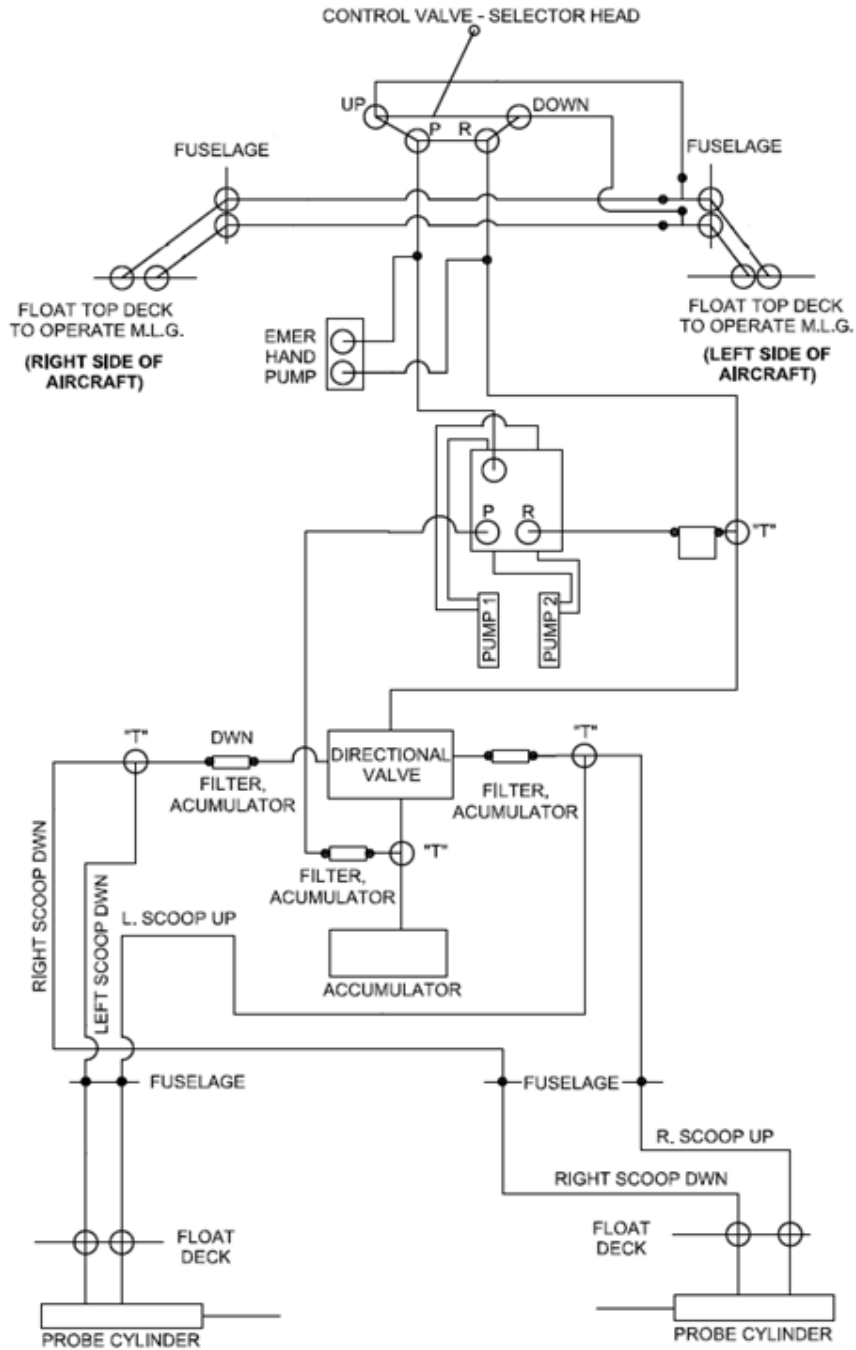 CONTROL VALVE - SELECTOR HEAD
UP
DOWN
P
R
FUSELAGE
FUSELAGE
FLOAT TOP DECK
TO OPERATE M.L.G.
(RIGHT SIDE OF
AIRCRAFT)
FLOAT TOP DECK
TO OPERATE M.L.G.
(LEFT SIDE OF
AIRCRAFT)
EMER
HAND
PUMP
P
R
"T"
PUMP 1
PUMP 2
"T"
DWN
FILTER,
ACUMULATOR
DIRECTIONAL
VALVE
"T"
FILTER,
ACUMULATOR
"T"
FILTER,
ACUMULATOR
RIGHT SCOOP DWN
LEFT SCOOP DWN
L. SCOOP UP
ACCUMULATOR
FUSELAGE
FUSELAGE
R. SCOOP UP
RIGHT SCOOP DWN
FLOAT
DECK
FLOAT
DECK
PROBE CYLINDER
PROBE CYLINDER